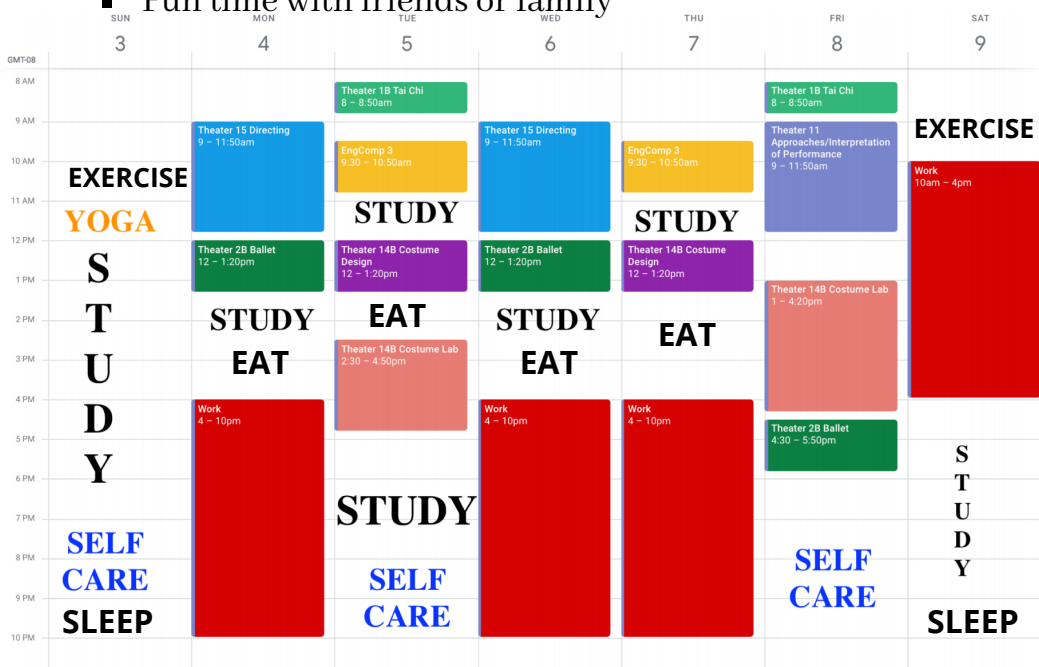 ▪ Fun time with friends or family
SUN MON TUE WED THU FRI SAT
3 4 5 6 7 8 9
GMT-08
8 AM
9 AM
10 AM
11 AM
12 PM
1 PM
2 PM
3 PM
4 PM
5 PM
6 PM
7 PM
8 PM
9 PM
10 PM
EXERCISE
YOGA
S
T
U
D
Y
SELF
CARE
SLEEP
Theater 15 Directing
9 – 11:50am
Theater 2B Ballet
12 – 1:20pm
STUDY
EAT
Work
4 – 10pm
Theater 1B Tai Chi
8 – 8:50am
EngComp 3
9:30 – 10:50am
STUDY
Theater 14B Costume
Design
12 – 1:20pm
EAT
Theater 14B Costume Lab
2:30 – 4:50pm
STUDY
SELF
CARE
Theater 15 Directing
9 – 11:50am
Theater 2B Ballet
12 – 1:20pm
STUDY
EAT
Work
4 – 10pm
EngComp 3
9:30 – 10:50am
STUDY
Theater 14B Costume
Design
12 – 1:20pm
EAT
Work
4 – 10pm
Theater 1B Tai Chi
8 – 8:50am
Theater 11
Approaches/Interpretation
of Performance
9 – 11:50am
Theater 14B Costume Lab
1 – 4:20pm
Theater 2B Ballet
4:30 – 5:50pm
SELF
CARE
EXERCISE
Work
10am – 4pm
S
T
U
D
Y
SLEEP